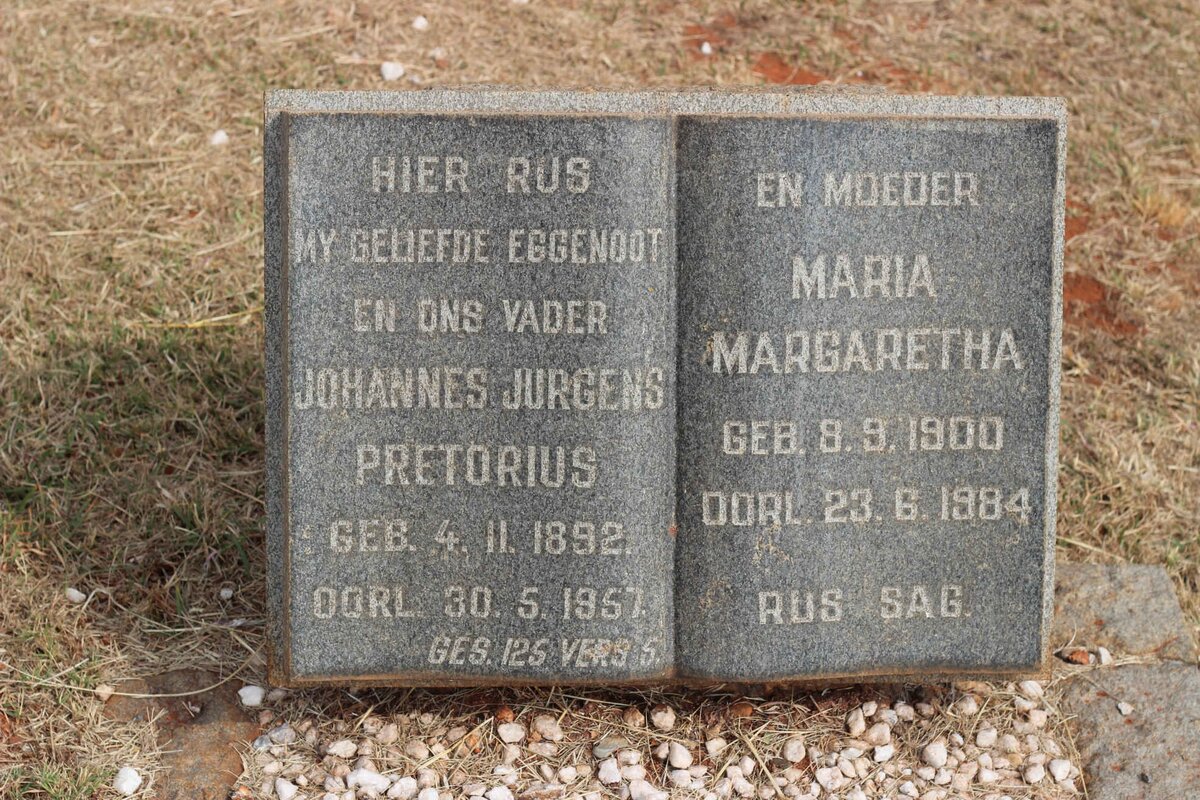 HIER RUS
MY GELIEFDE EGGENOOT
EN ONS VADER
JOHANNES JURGENS
PRETORIUS
GEB. 4. 11. 1892.
OORL. 30. 5. 1957.
GES. 125 VERS 5.
EN MOEDER
MARIA
MARGARETHA
GEB. 8. 9. 1900
OORL. 23. 6. 1984
RUS SAG.